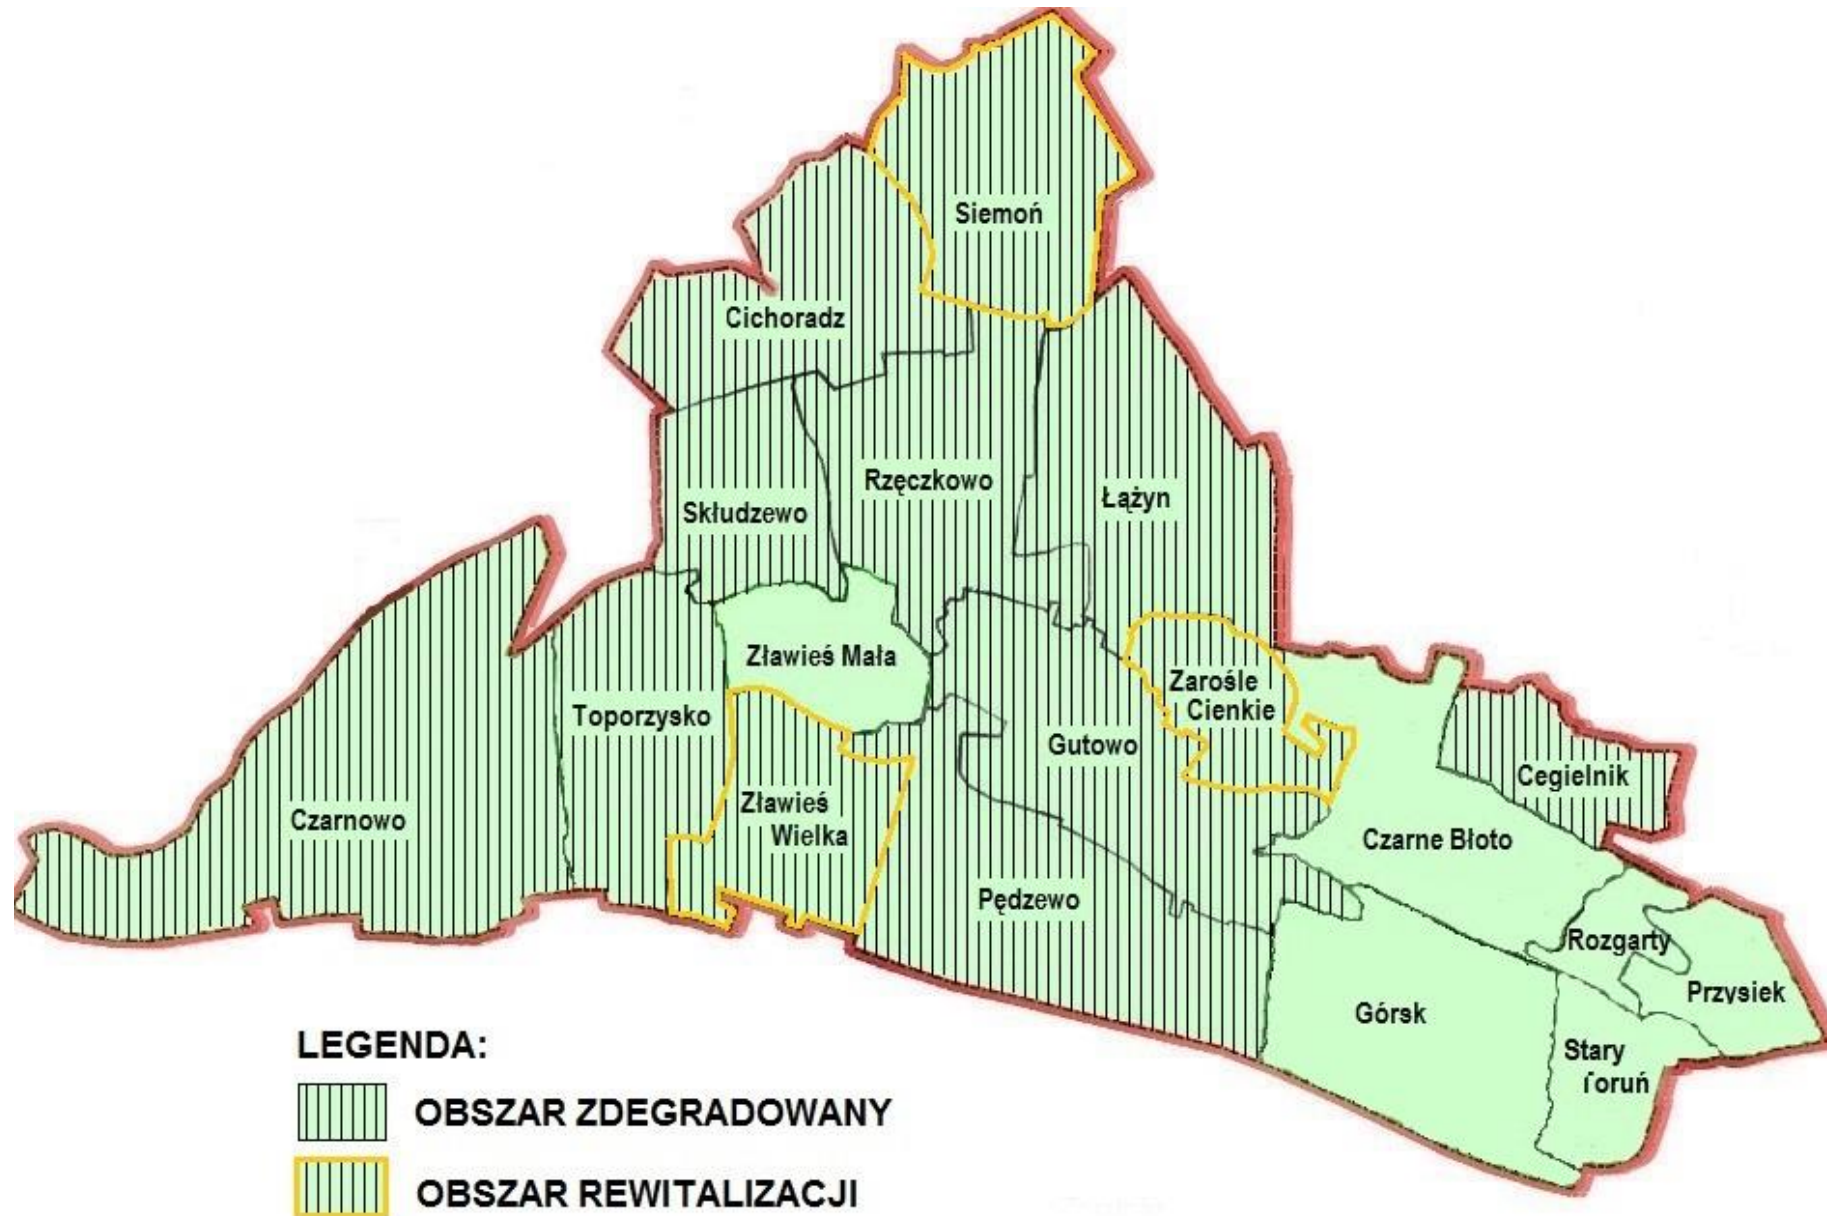 Siemoń
Cichoradz
Rzęczkowo
Łążyn
Skłudzewo
Zławieś Mała
Zarośle
Cienkie
Toporzysko
Gutowo
Cegielnik
Zławieś
Wielka
Czarnowo
Czarne Błoto
Pędzewo
Rozgarty
Przysiek
Górsk
Stary
Toruń
LEGENDA:
OBSZAR ZDEGRADOWANY
OBSZAR REWITALIZACJI